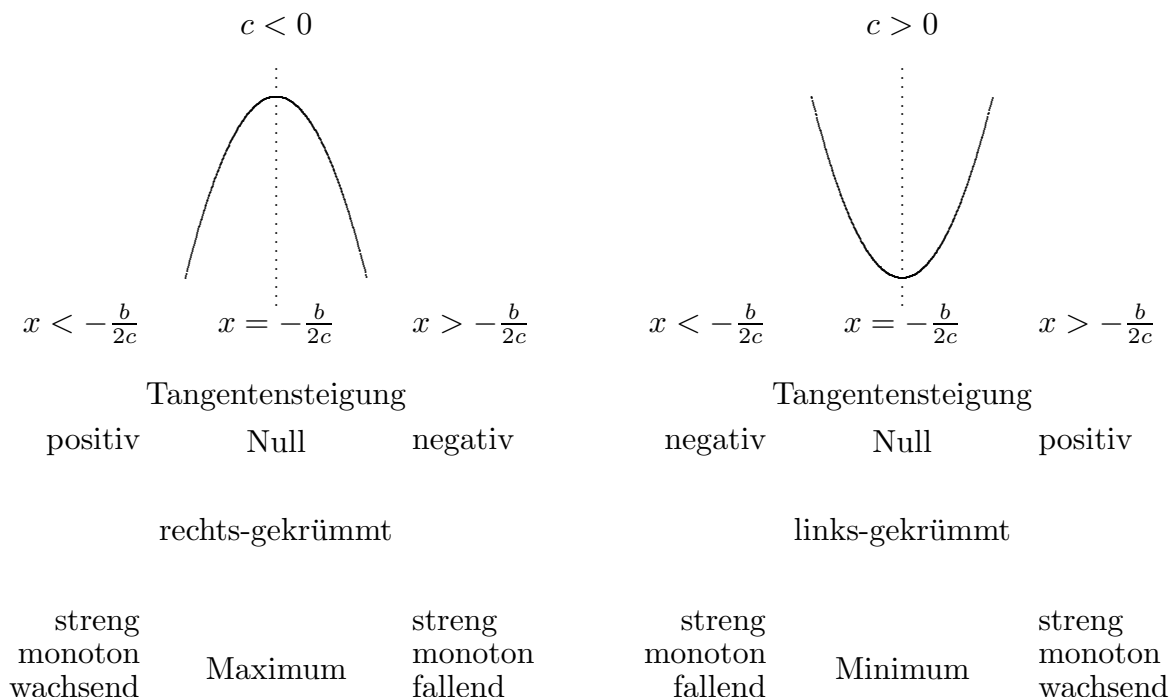 c < 0 c > 0
x < −b/2c x = −b/2c x > −b/2c x < −b/2c x = −b/2c x > −b/2c
Tangentensteigung Tangentensteigung
positiv Null negativ negativ Null positiv
rechts-gekrümmt links-gekrümmt
streng streng streng streng
monoton monoton monoton monoton
Maximum Minimum
wachsend fallend fallend wachsend